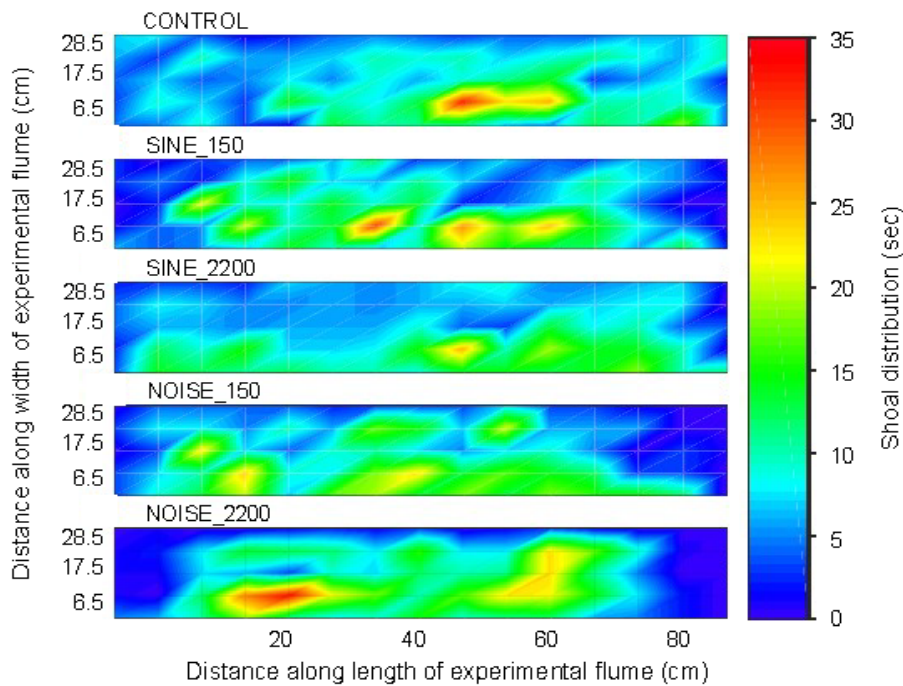 CONTROL
28.5
17.5
6.5
SINE_150
28.5
17.5
6.5
SINE_2200
28.5
17.5
6.5
NOISE_150
28.5
17.5
6.5
NOISE_2200
28.5
17.5
6.5
20 40 60 80
Distance along length of experimental flume (cm)
Distance along width of experimental flume (cm)
35
30
25
20
15
10
5
0
Shoal distribution (sec)